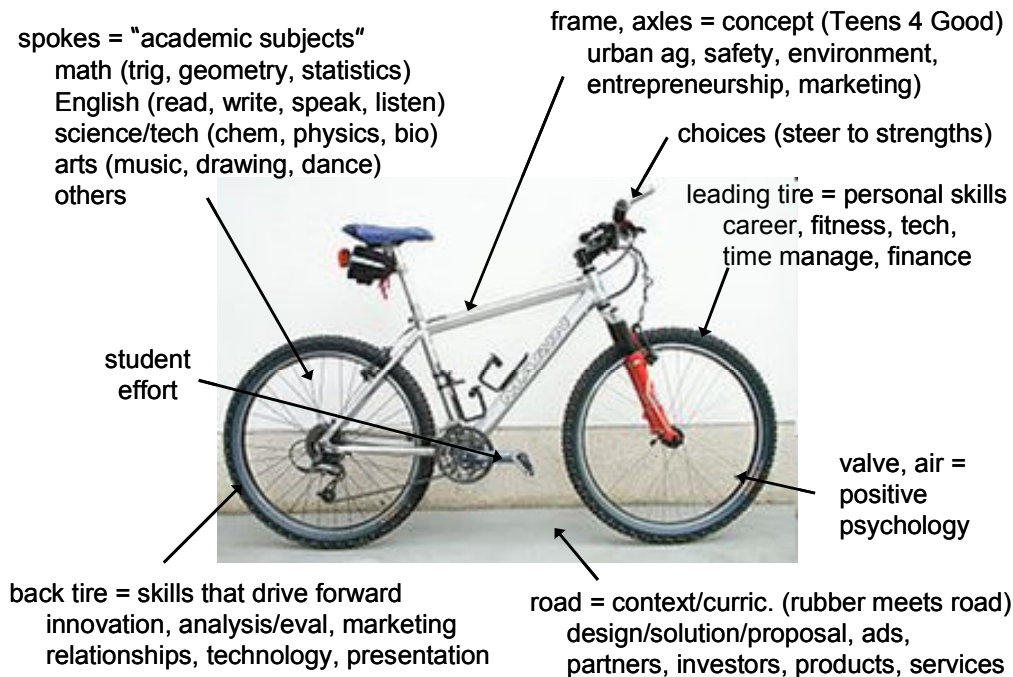 spokes = "academic subjects"
math (trig, geometry, statistics)
English (read, write, speak, listen)
science/tech (chem, physics, bio)
arts (music, drawing, dance)
others
frame, axles = concept (Teens 4 Good)
urban ag, safety, environment,
entrepreneurship, marketing)
choices (steer to strengths)
leading tire = personal skills
career, fitness, tech,
time manage, finance
student
effort
valve, air =
positive
psychology
back tire = skills that drive forward
innovation, analysis/eval, marketing
relationships, technology, presentation
road = context/curric. (rubber meets road)
design/solution/proposal, ads,
partners, investors, products, services